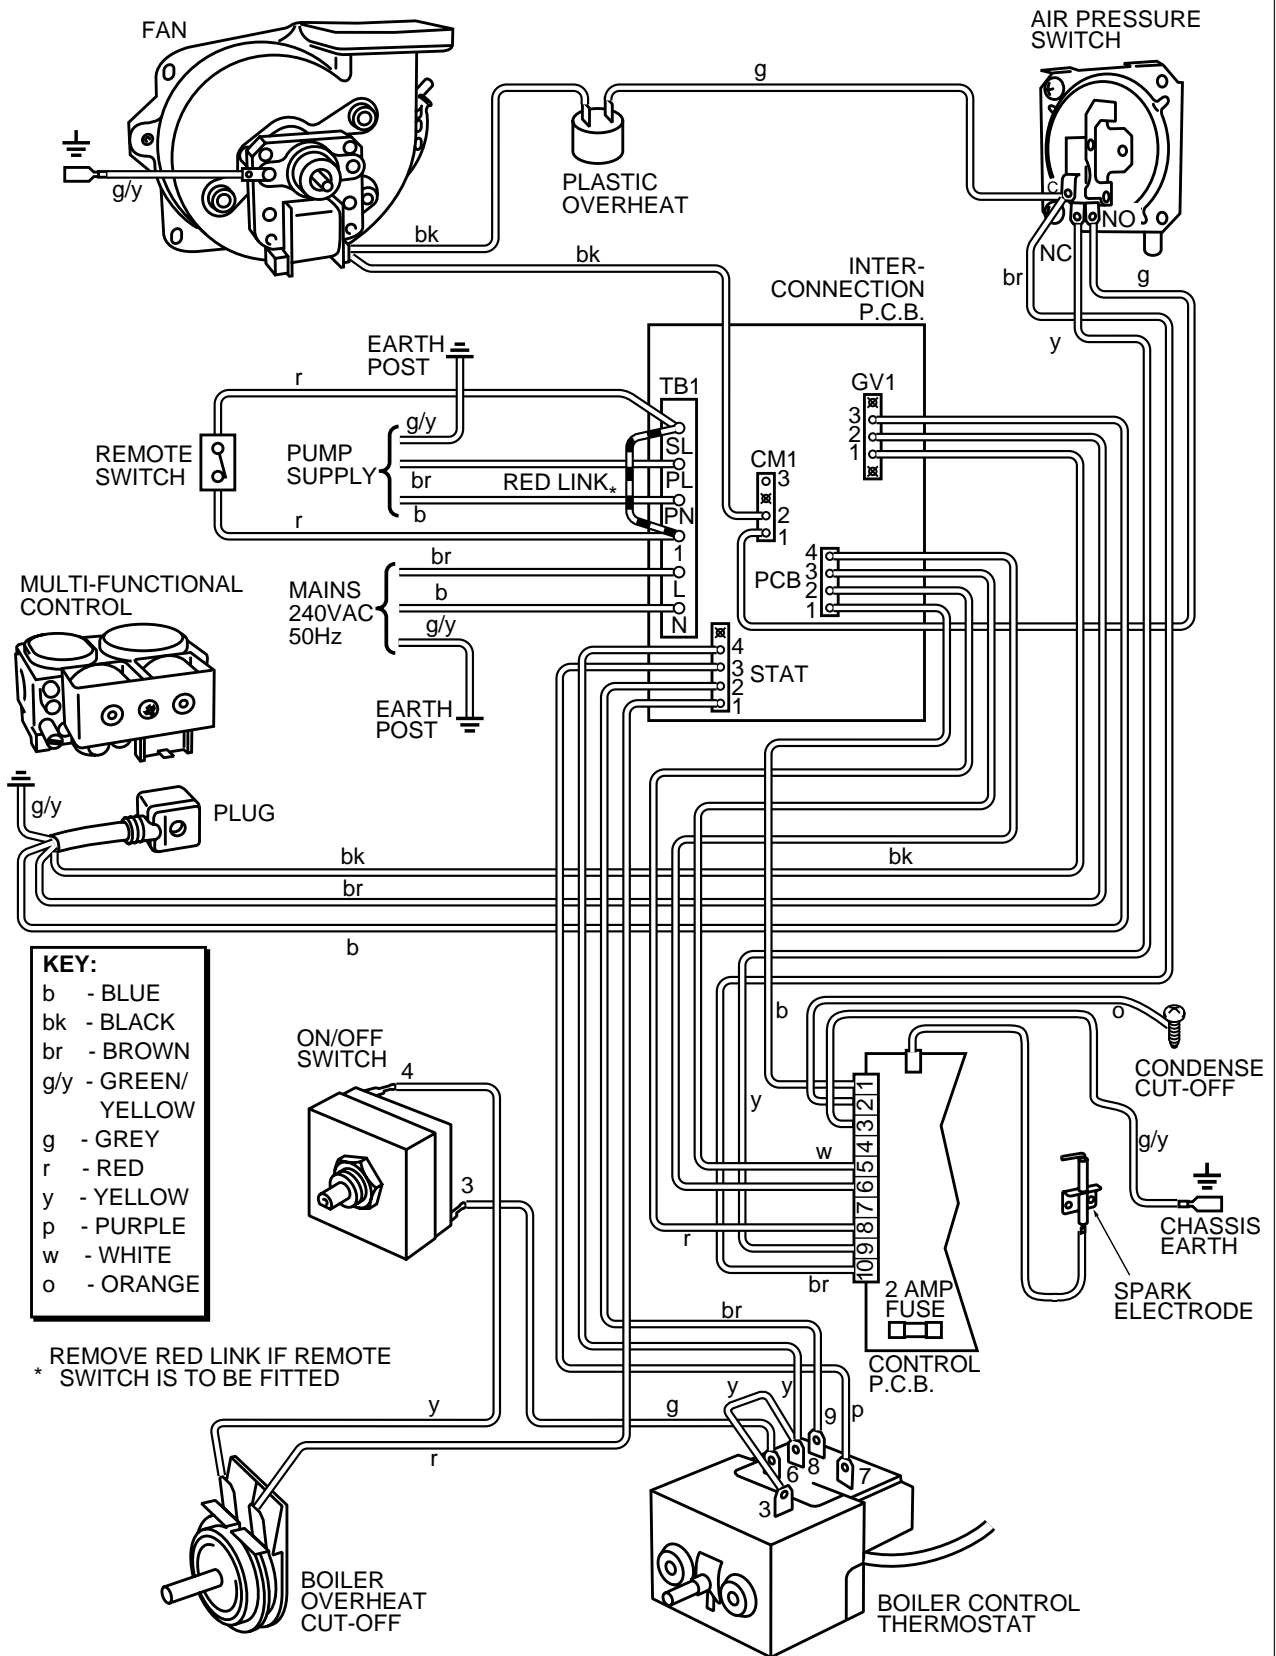 FAN
AIR PRESSURE
SWITCH
g
g/y
PLASTIC
OVERHEAT
C
NO
NC
bk
bk
br
g
y
INTER-
CONNECTION
P.C.B.
EARTH
POST
r
TB1
GV1
g/y
3
2
1
REMOTE
SWITCH
PUMP
SUPPLY
SL
PL
br
RED LINK*
b
PN
CM1
3
2
1
r
1
br
L
b
N
g/y
MAINS
240VAC
50Hz
PCB
4
3
2
1
MULTI-FUNCTIONAL
CONTROL
4
3
2
1
STAT
EARTH
POST
g/y
PLUG
bk
bk
br
b
KEY:
b - BLUE
bk - BLACK
br - BROWN
g/y - GREEN/
YELLOW
g - GREY
r - RED
y - YELLOW
p - PURPLE
w - WHITE
o - ORANGE
ON/OFF
SWITCH
4
3
b
o
CONDENSE
CUT-OFF
y
g/y
w
r
br
1
2
3
4
5
6
7
8
9
10
CHASSIS
EARTH
SPARK
ELECTRODE
2 AMP
FUSE
CONTROL
P.C.B.
br
REMOVE RED LINK IF REMOTE
* SWITCH IS TO BE FITTED
y
r
g
y
y
9
p
6
8
7
3
BOILER
OVERHEAT
CUT-OFF
BOILER CONTROL
THERMOSTAT